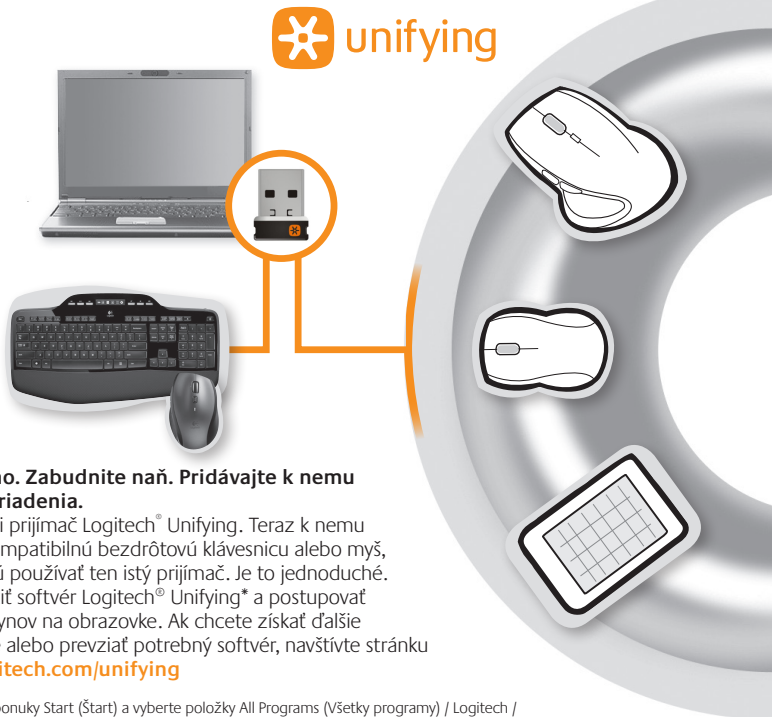 unifying
no. Zabudnite naň. Pridávajte k nemu
riadenia.
i prijímač Logitech® Unifying. Teraz k nemu
ompatibilnú bezdrôtovú klávesnicu alebo myš,
ú používať ten istý prijímač. Je to jednoduché.
iť softvér Logitech® Unifying* a postupovať
ynov na obrazovke. Ak chcete získať ďalšie
e alebo prevziať potrebný softvér, navštívte stránku
itech.com/unifying
ponuky Start (Štart) a vyberte položky All Programs (Všetky programy) / Logitech /